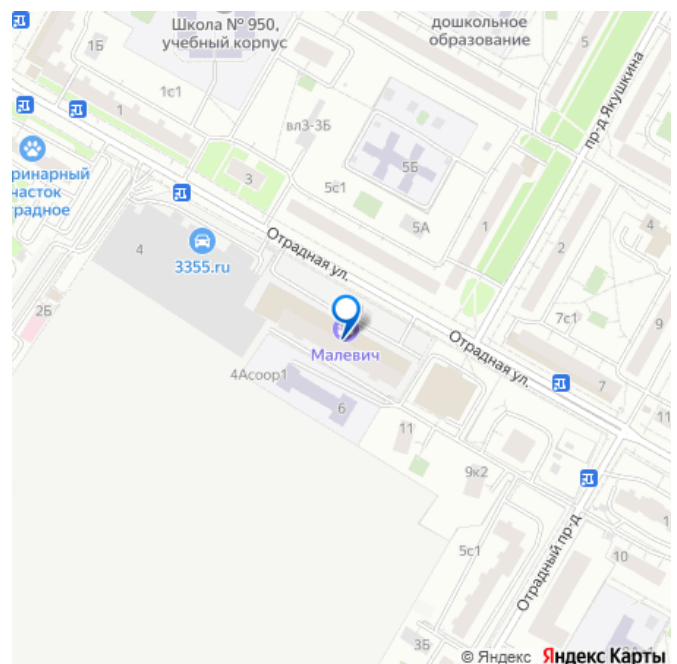 Школа № 950,
учебный корпус
дошкольное
образование
5
1Б
1с1
1
вл3-3Б
пр-д Якушкина
ринарный
часток
радное
3
5с1
5Б
5А
1
2
4
4
3355.ru
Отрадная ул.
2Б
7с1
9
Малевич
Отрадная ул.
4Асоор1
6
7
11
11
9к2
5с1
Отрадный пр-д
10
3Б
© Яндекс Яндекс Карты